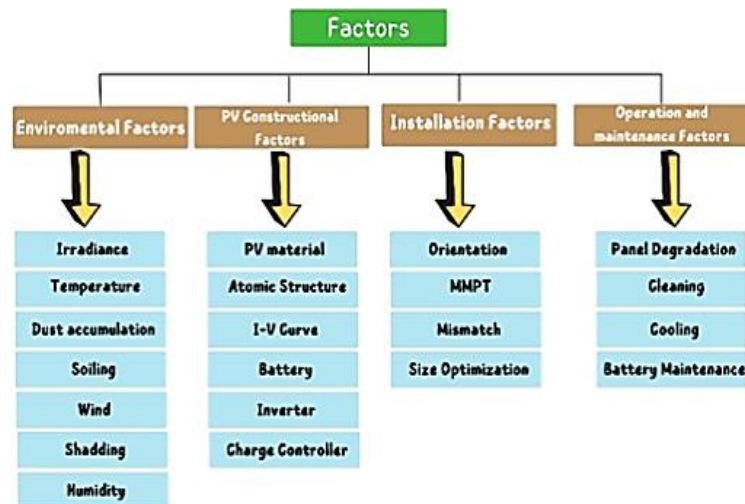 Factors
Enviromental Factors
PV Constructional
Factors
Installation Factors
Operation and
maintenance Factors
Irradiance
Temperature
Dust accumulation
Soiling
Wind
Shadding
Humidity
PV material
Atomic Structure
I-V Curve
Battery
Inverter
Charge Controller
Orientation
MMPT
Mismatch
Size Optimization
Panel Degradation
Cleaning
Cooling
Battery Maintenance